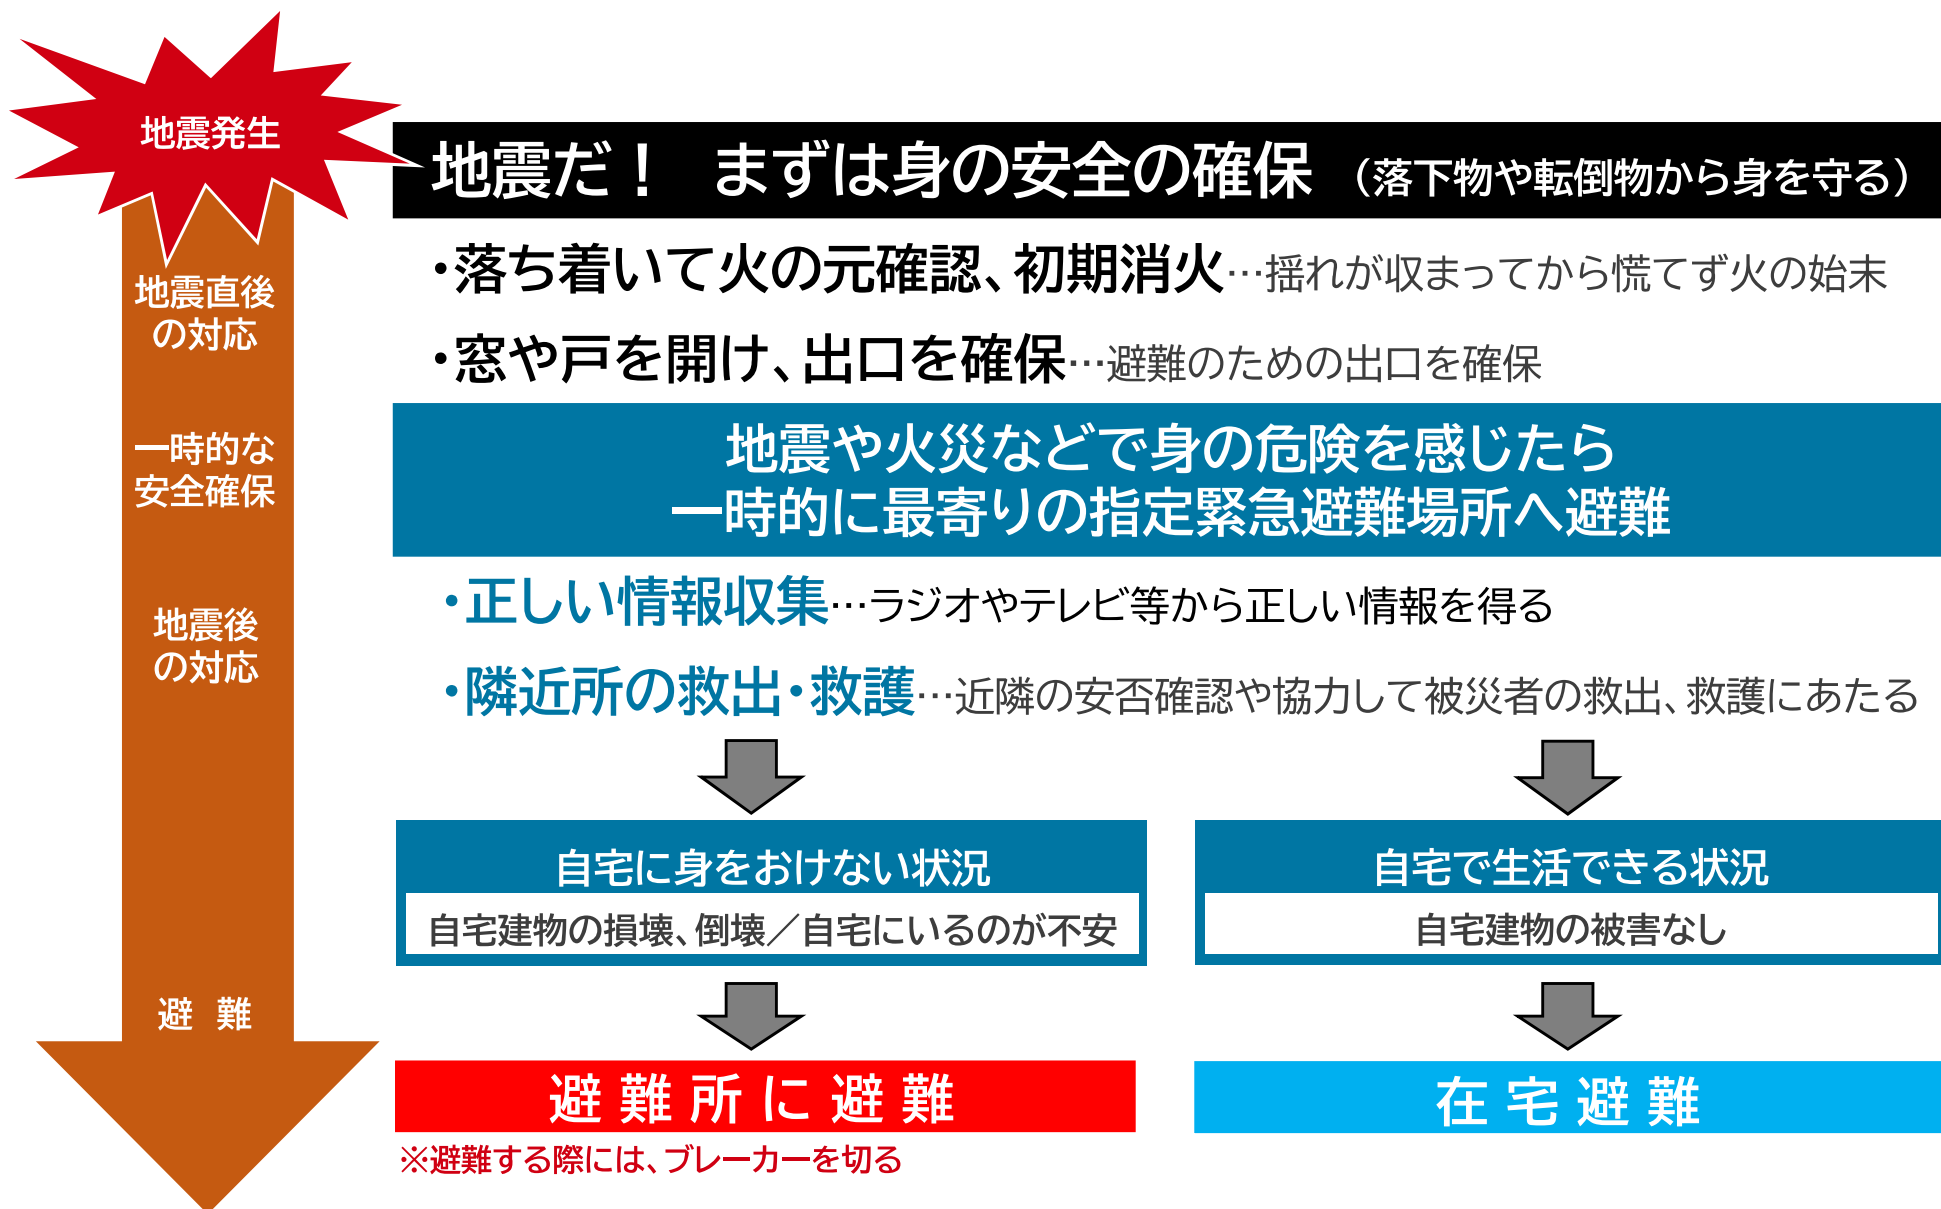 地震発生
地震だ！　まずは身の安全の確保（落下物や転倒物から身を守る）
・落ち着いて火の元確認、初期消火…揺れが収まってから慌てず火の始末
地震直後
の対応
・窓や戸を開け、出口を確保…避難のための出口を確保
一時的な
安全確保
地震や火災などで身の危険を感じたら
一時的に最寄りの指定緊急避難場所へ避難
・正しい情報収集…ラジオやテレビ等から正しい情報を得る
地震後
の対応
・隣近所の救出・救護…近隣の安否確認や協力して被災者の救出、救護にあたる
自宅に身をおけない状況
自宅建物の損壊、倒壊／自宅にいるのが不安
自宅で生活できる状況
自宅建物の被害なし
避　難
避難所に避難
※避難する際には、ブレーカーを切る
在宅避難